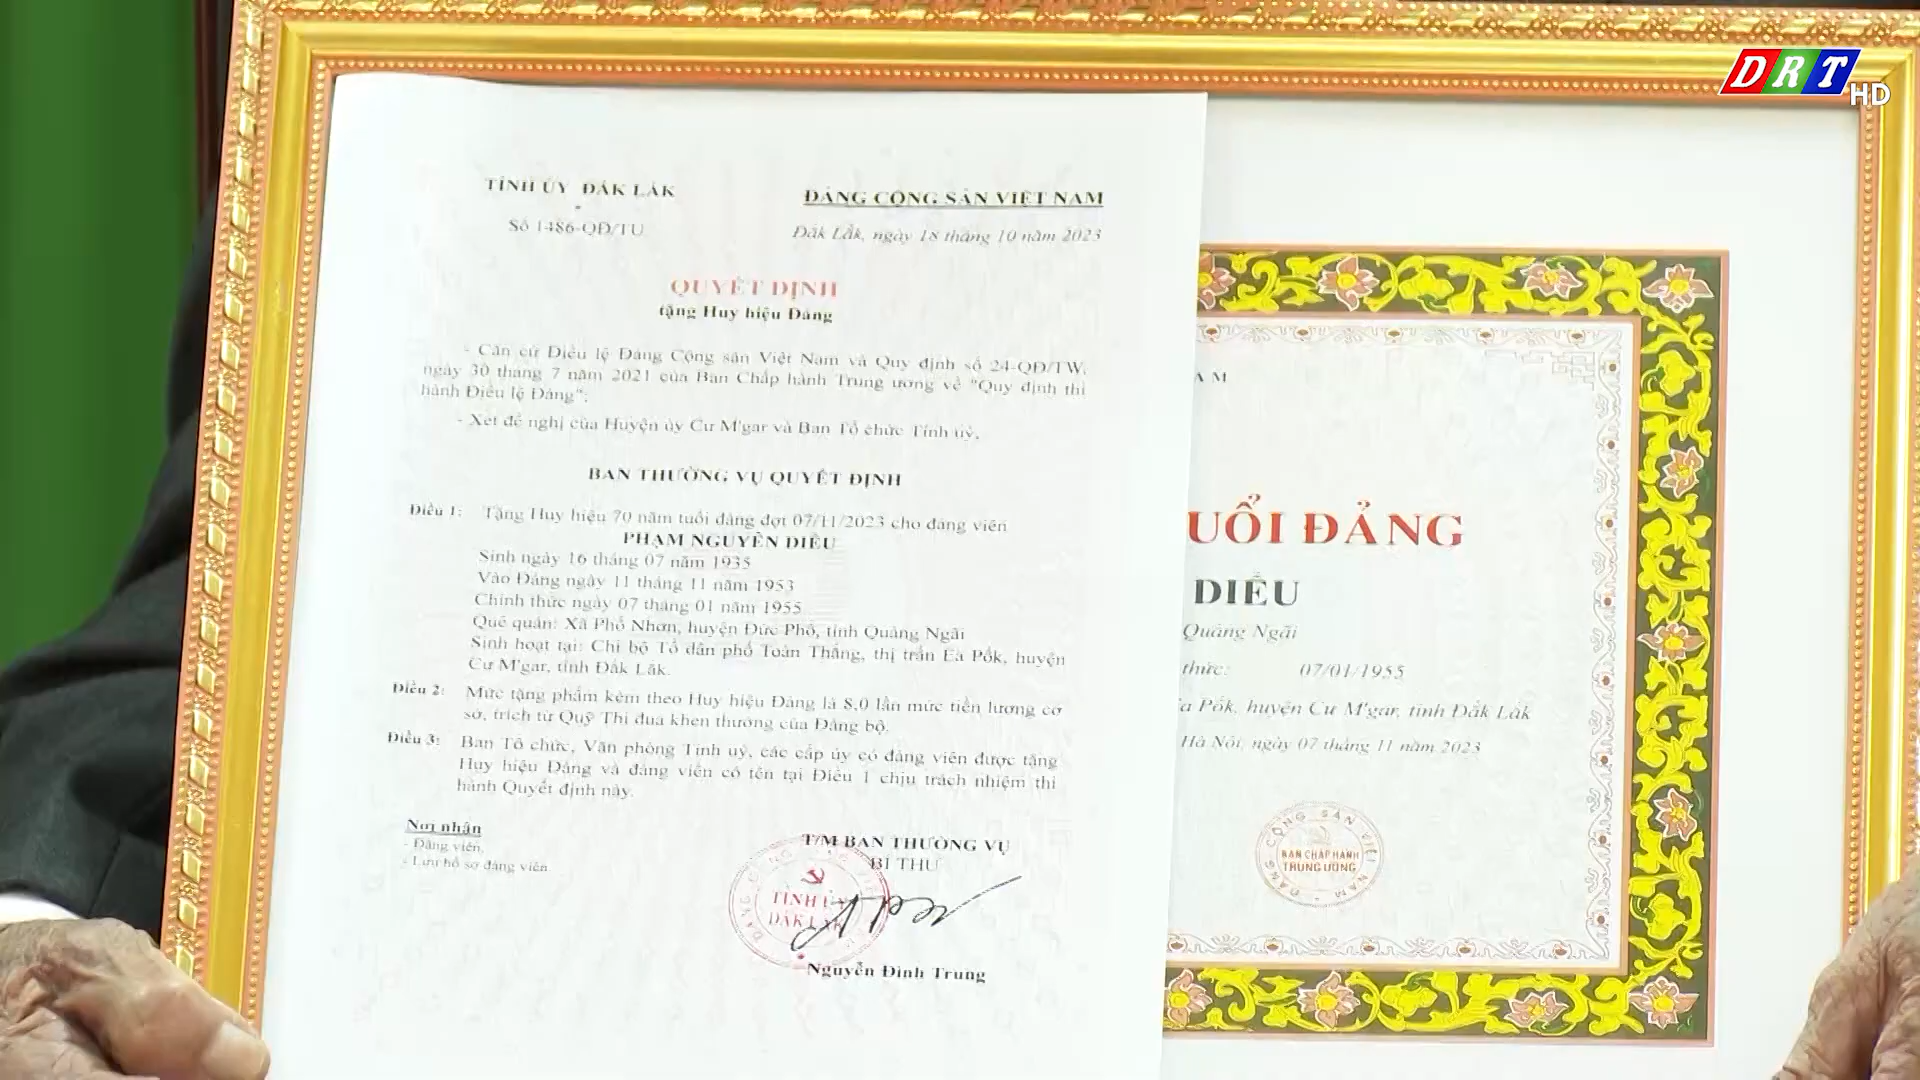 DRT HD
TỈNH ỦY ĐẮK LẮK
Số 1486-QĐ/TU
ĐẢNG CỘNG SẢN VIỆT NAM
Đắk Lắk, ngày 18 tháng 10 năm 2023
QUYẾT ĐỊNH
tặng Huy hiệu Đảng
- Căn cứ Điều lệ Đảng Cộng sản Việt Nam và Quy định số 24-QĐ/TW,
ngày 30 tháng 7 năm 2021 của Ban Chấp hành Trung ương về "Quy định thi
hành Điều lệ Đảng";
- Xét đề nghị của Huyện ủy Cư M'gar và Ban Tổ chức Tỉnh uỷ,
BAN THƯỜNG VỤ QUYẾT ĐỊNH
Điều 1: Tặng Huy hiệu 70 năm tuổi đảng đợt 07/11/2023 cho đảng viên
PHẠM NGUYÊN DIÊU
Sinh ngày 16 tháng 07 năm 1935
Vào Đảng ngày 11 tháng 11 năm 1953
Chính thức ngày 07 tháng 01 năm 1955
Quê quán: Xã Phổ Nhơn, huyện Đức Phổ, tỉnh Quảng Ngãi
Sinh hoạt tại: Chi bộ Tổ dân phố Toàn Thắng, thị trấn Ea Pốk, huyện
Cư M'gar, tỉnh Đắk Lắk.
Điều 2: Mức tặng phẩm kèm theo Huy hiệu Đảng là 8,0 lần mức tiền lương cơ
sở, trích từ Quỹ Thi đua khen thưởng của Đảng bộ.
Điều 3: Ban Tổ chức, Văn phòng Tỉnh uỷ, các cấp ủy có đảng viên được tặng
Huy hiệu Đảng và đảng viên có tên tại Điều 1 chịu trách nhiệm thi
hành Quyết định này.
Nơi nhận
- Đảng viên,
- Lưu hồ sơ đảng viên
T/M BAN THƯỜNG VỤ
BÍ THƯ
TỈNH ỦY
ĐẮK LẮK
Nguyễn Đình Trung
AM
UỔI ĐẢNG
DIÊU
Quảng Ngãi
thức: 07/01/1955
Ea Pốk, huyện Cư M'gar, tỉnh Đắk Lắk
Hà Nội, ngày 07 tháng 11 năm 2023
ĐẢNG CỘNG SẢN VIỆT NAM
BAN CHẤP HÀNH
TRUNG ƯƠNG